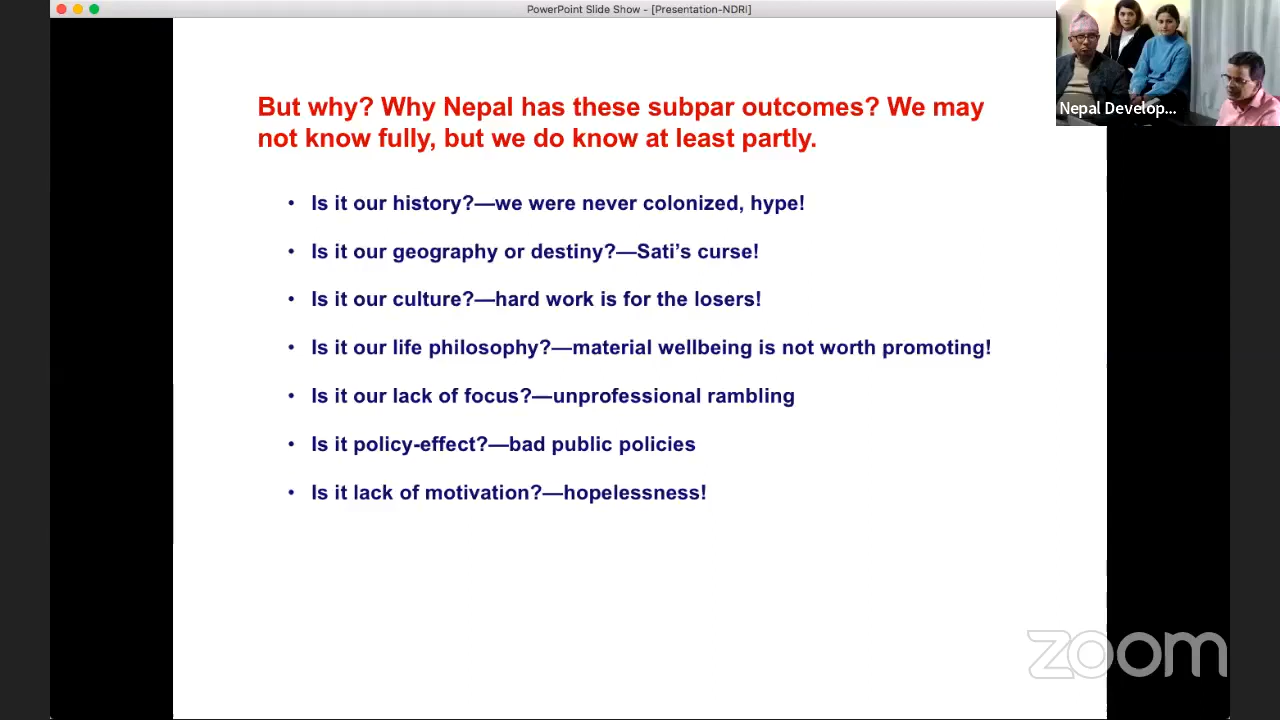 PowerPoint Slide Show - [Presentation-NDRI]
Nepal Develop...
But why? Why Nepal has these subpar outcomes? We may
not know fully, but we do know at least partly.
• Is it our history?—we were never colonized, hype!
• Is it our geography or destiny?—Sati’s curse!
• Is it our culture?—hard work is for the losers!
• Is it our life philosophy?—material wellbeing is not worth promoting!
• Is it our lack of focus?—unprofessional rambling
• Is it policy-effect?—bad public policies
• Is it lack of motivation?—hopelessness!
zoom